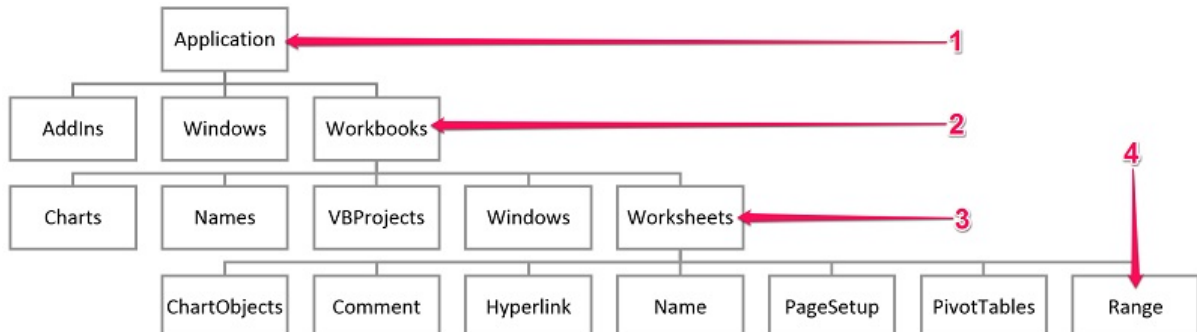 Application
1
AddIns
Windows
Workbooks
2
4
Charts
Names
VBProjects
Windows
Worksheets
3
ChartObjects
Comment
Hyperlink
Name
PageSetup
PivotTables
Range